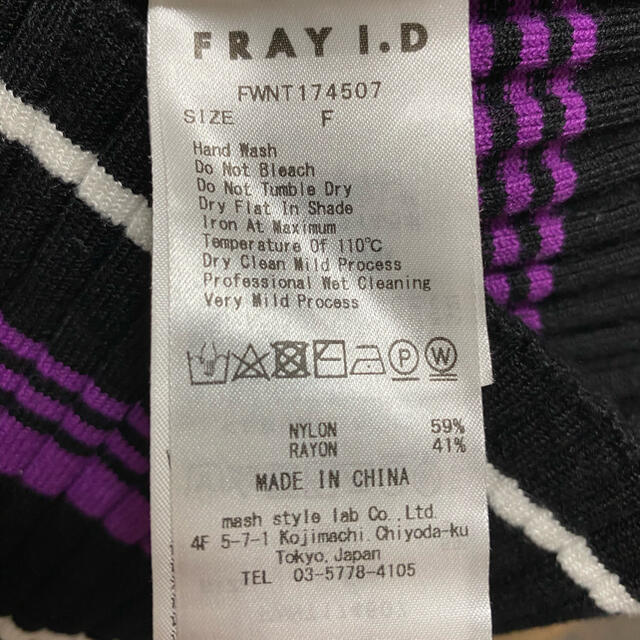 FRAY I.D
FWNT174507
SIZE F
Hand Wash
Do Not Bleach
Do Not Tumble Dry
Dry Flat In Shade
Iron At Maximum
Temperature Of 110℃
Dry Clean Mild Process
Professional Wet Cleaning
Very Mild Process
P W
NYLON 59%
RAYON 41%
MADE IN CHINA
mash style lab Co.,Ltd.
4F 5-7-1 Kojimachi.Chiyoda-ku
Tokyo,Japan
TEL 03-5778-4105